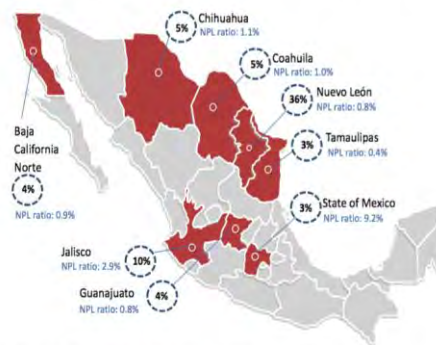 Chihuahua
5%
NPL ratio: 1.1%
Coahuila
5%
NPL ratio: 1.0%
Nuevo León
36%
NPL ratio: 0.8%
Tamaulipas
3%
NPL ratio: 0.4%
State of Mexico
3%
NPL ratio: 9.2%
Baja
California
Norte
4%
NPL ratio: 0.9%
Jalisco
10%
NPL ratio: 2.9%
Guanajuato
4%
NPL ratio: 0.8%